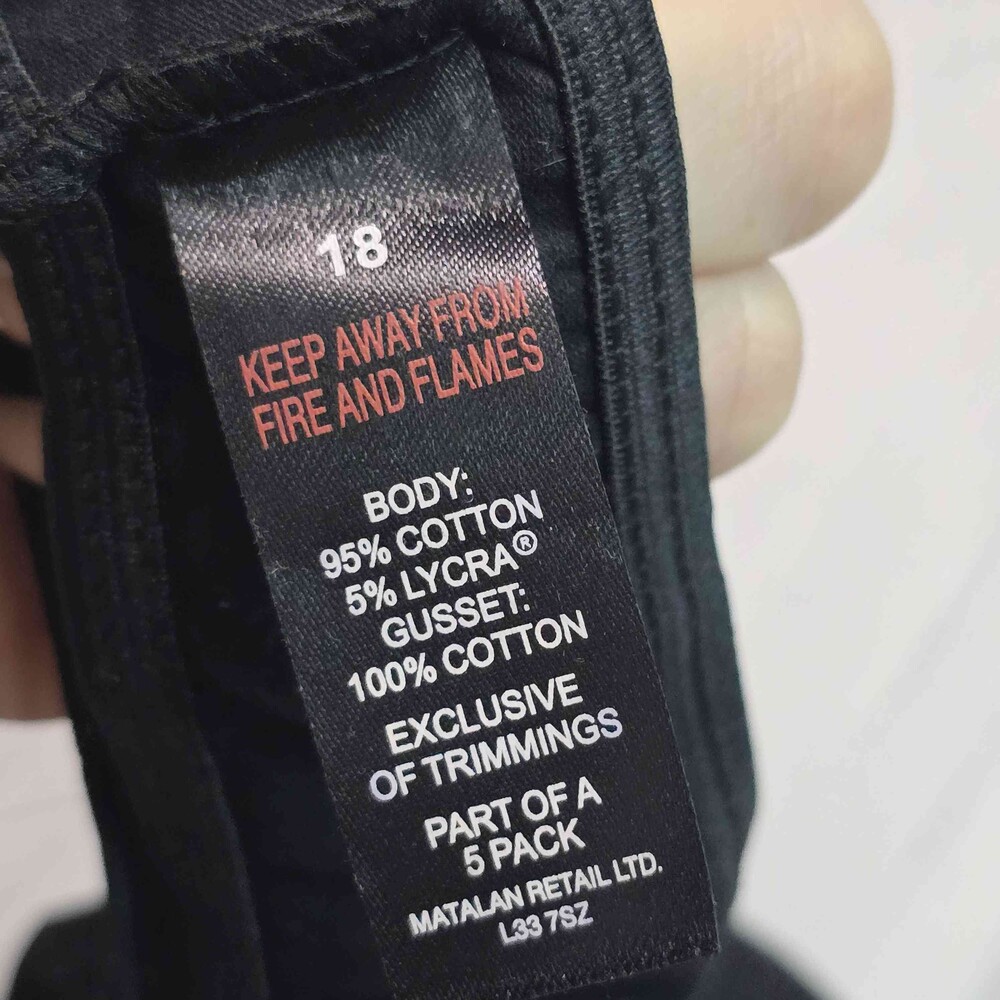 18
KEEP AWAY FROM
FIRE AND FLAMES
BODY:
95% COTTON
5% LYCRA®
GUSSET:
100% COTTON
EXCLUSIVE
OF TRIMMINGS
PART OF A
5 PACK
MATALAN RETAIL LTD.
L33 7SZ